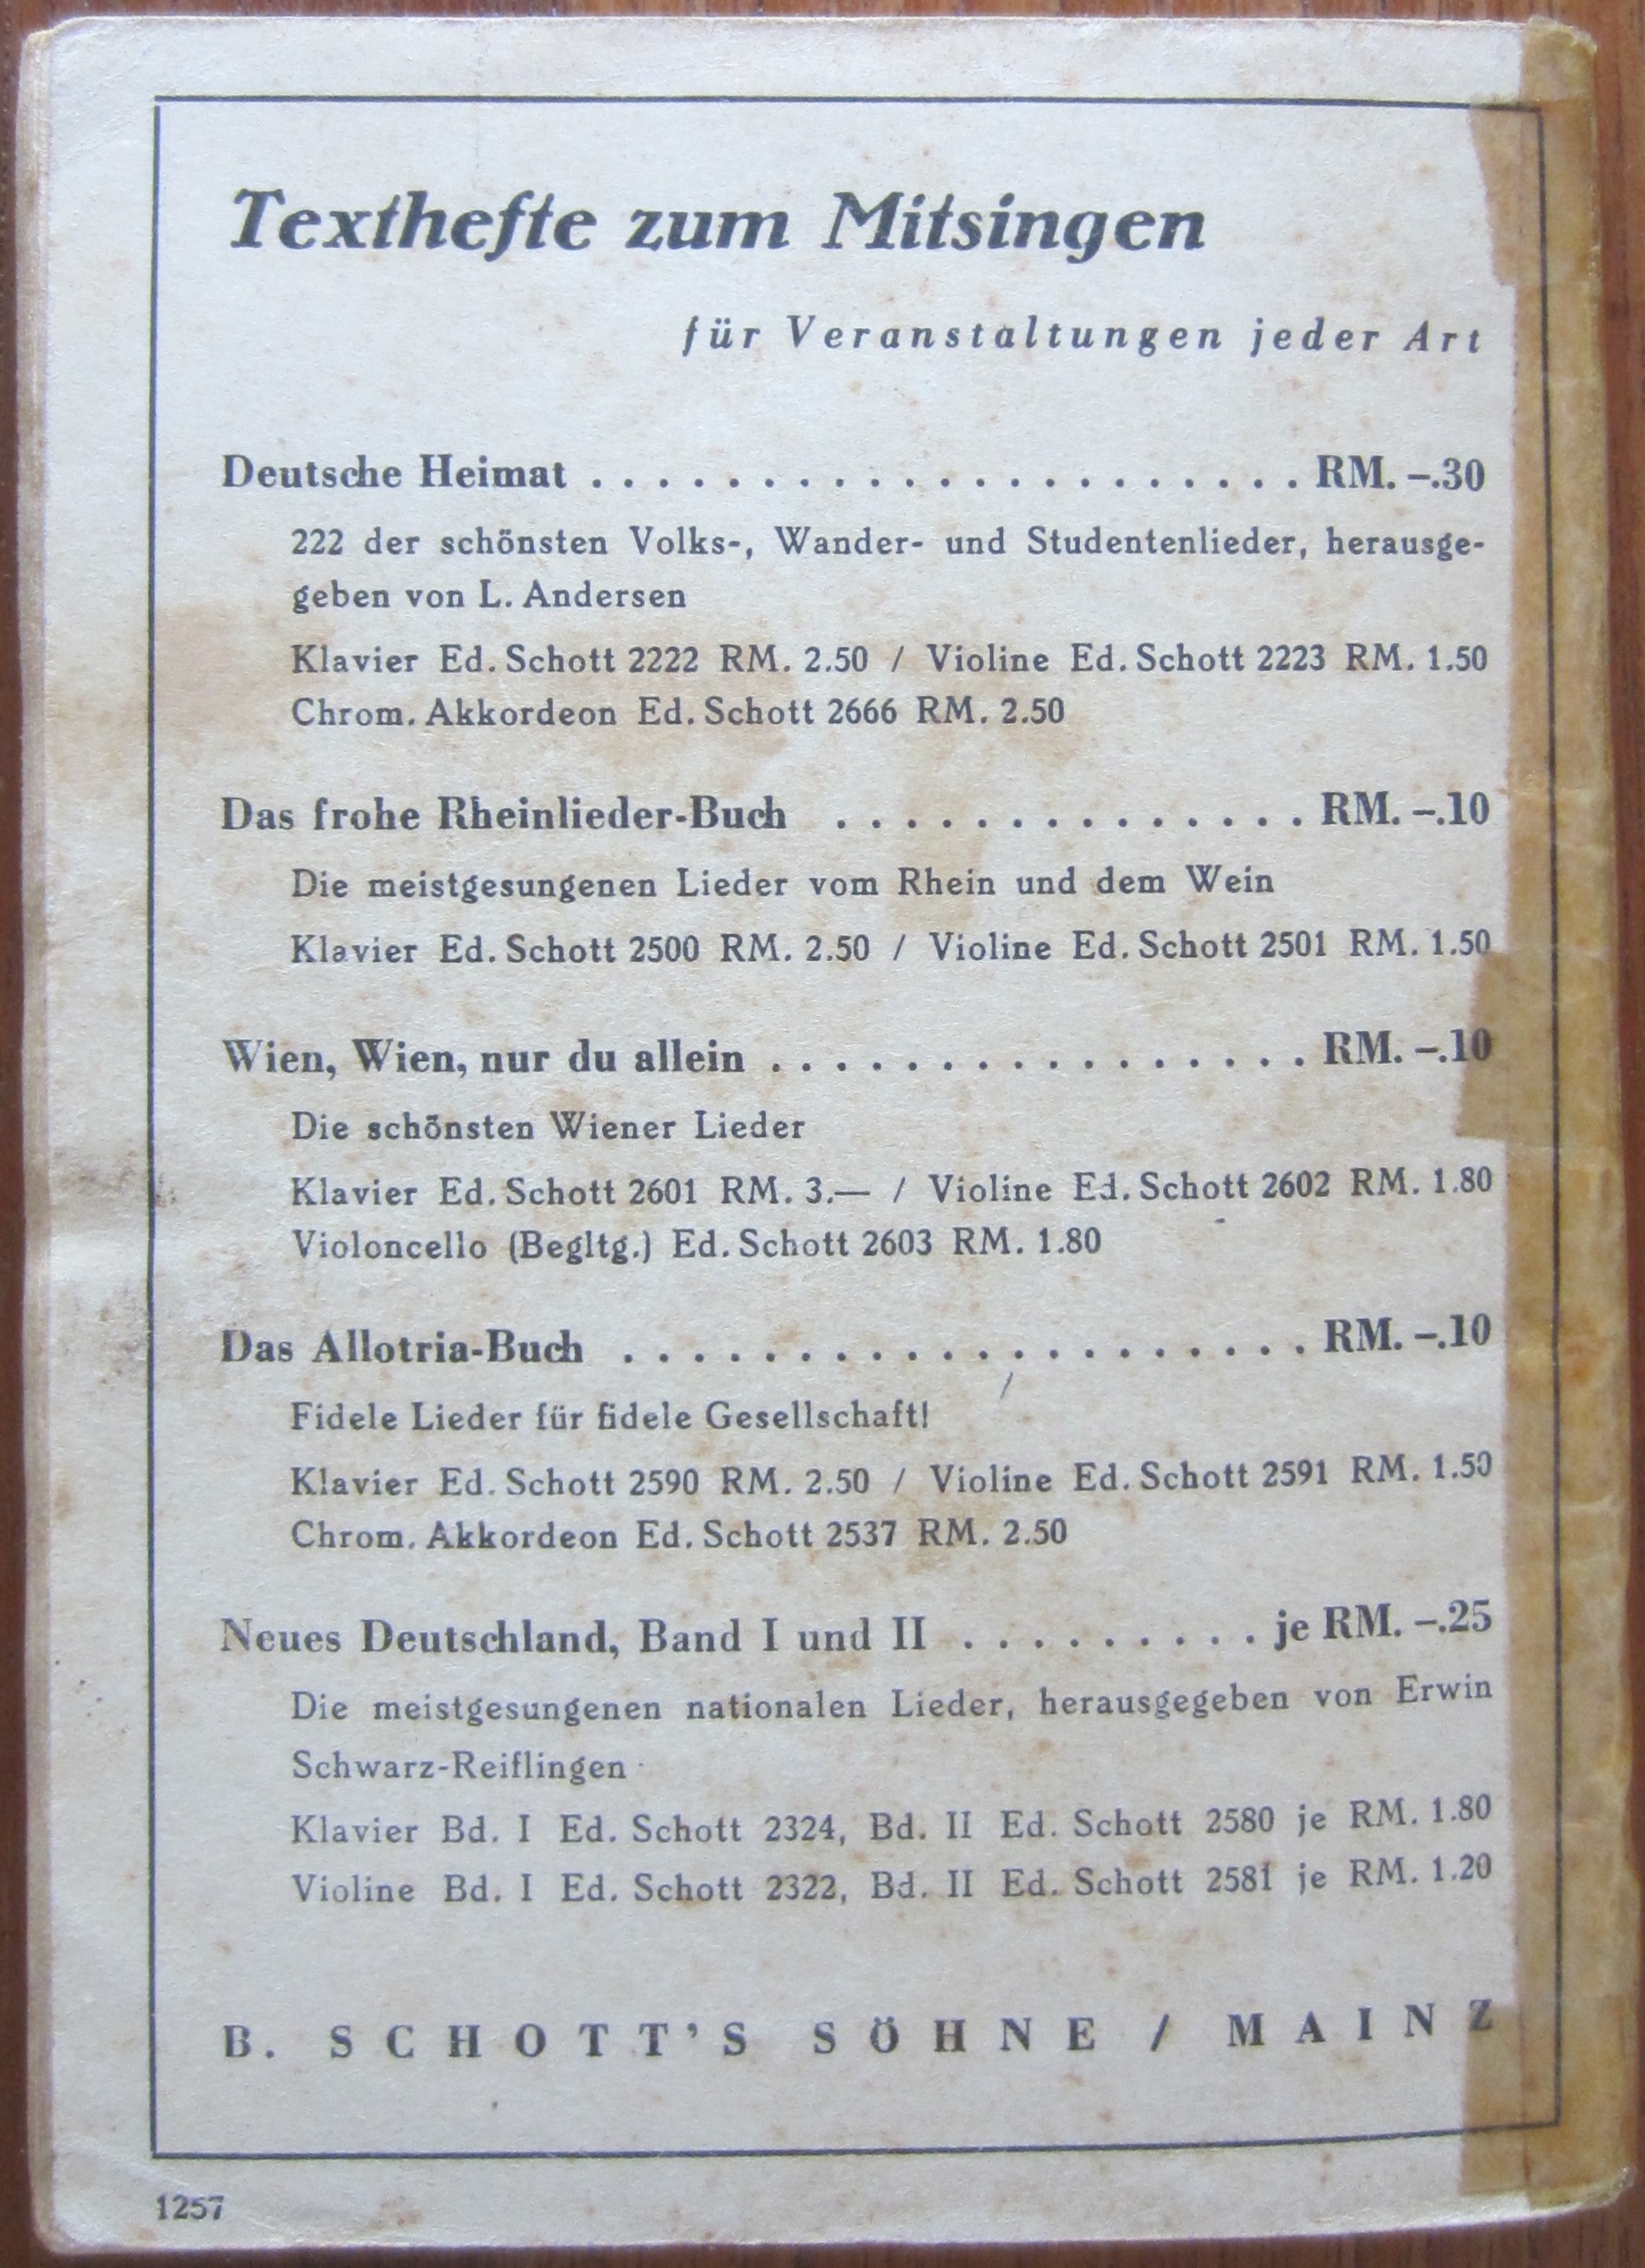 Texthefte zum Mitsingen
für Veranstaltungen jeder Art
Deutsche Heimat . . . . . . . . . . . . . . . . . . . . . RM. –.30
222 der schönsten Volks-, Wander- und Studentenlieder, herausge-
geben von L. Andersen
Klavier Ed. Schott 2222 RM. 2.50 / Violine Ed. Schott 2223 RM. 1.50
Chrom. Akkordeon Ed. Schott 2666 RM. 2.50
Das frohe Rheinlieder-Buch . . . . . . . . . . . . . . RM. –.10
Die meistgesungenen Lieder vom Rhein und dem Wein
Klavier Ed. Schott 2500 RM. 2.50 / Violine Ed. Schott 2501 RM. 1.50
Wien, Wien, nur du allein . . . . . . . . . . . . . . . . RM. –.10
Die schönsten Wiener Lieder
Klavier Ed. Schott 2601 RM. 3.— / Violine Ed. Schott 2602 RM. 1.80
Violoncello (Begltg.) Ed. Schott 2603 RM. 1.80
Das Allotria-Buch . . . . . . . . . . . . . . . . . . . . RM. –.10
Fidele Lieder für fidele Gesellschaft!
Klavier Ed. Schott 2590 RM. 2.50 / Violine Ed. Schott 2591 RM. 1.50
Chrom. Akkordeon Ed. Schott 2537 RM. 2.50
Neues Deutschland, Band I und II . . . . . . . . . je RM. –.25
Die meistgesungenen nationalen Lieder, herausgegeben von Erwin
Schwarz-Reiflingen
Klavier Bd. I Ed. Schott 2324, Bd. II Ed. Schott 2580 je RM. 1.80
Violine Bd. I Ed. Schott 2322, Bd. II Ed. Schott 2581 je RM. 1.20
B. SCHOTT'S SÖHNE / MAINZ
1257